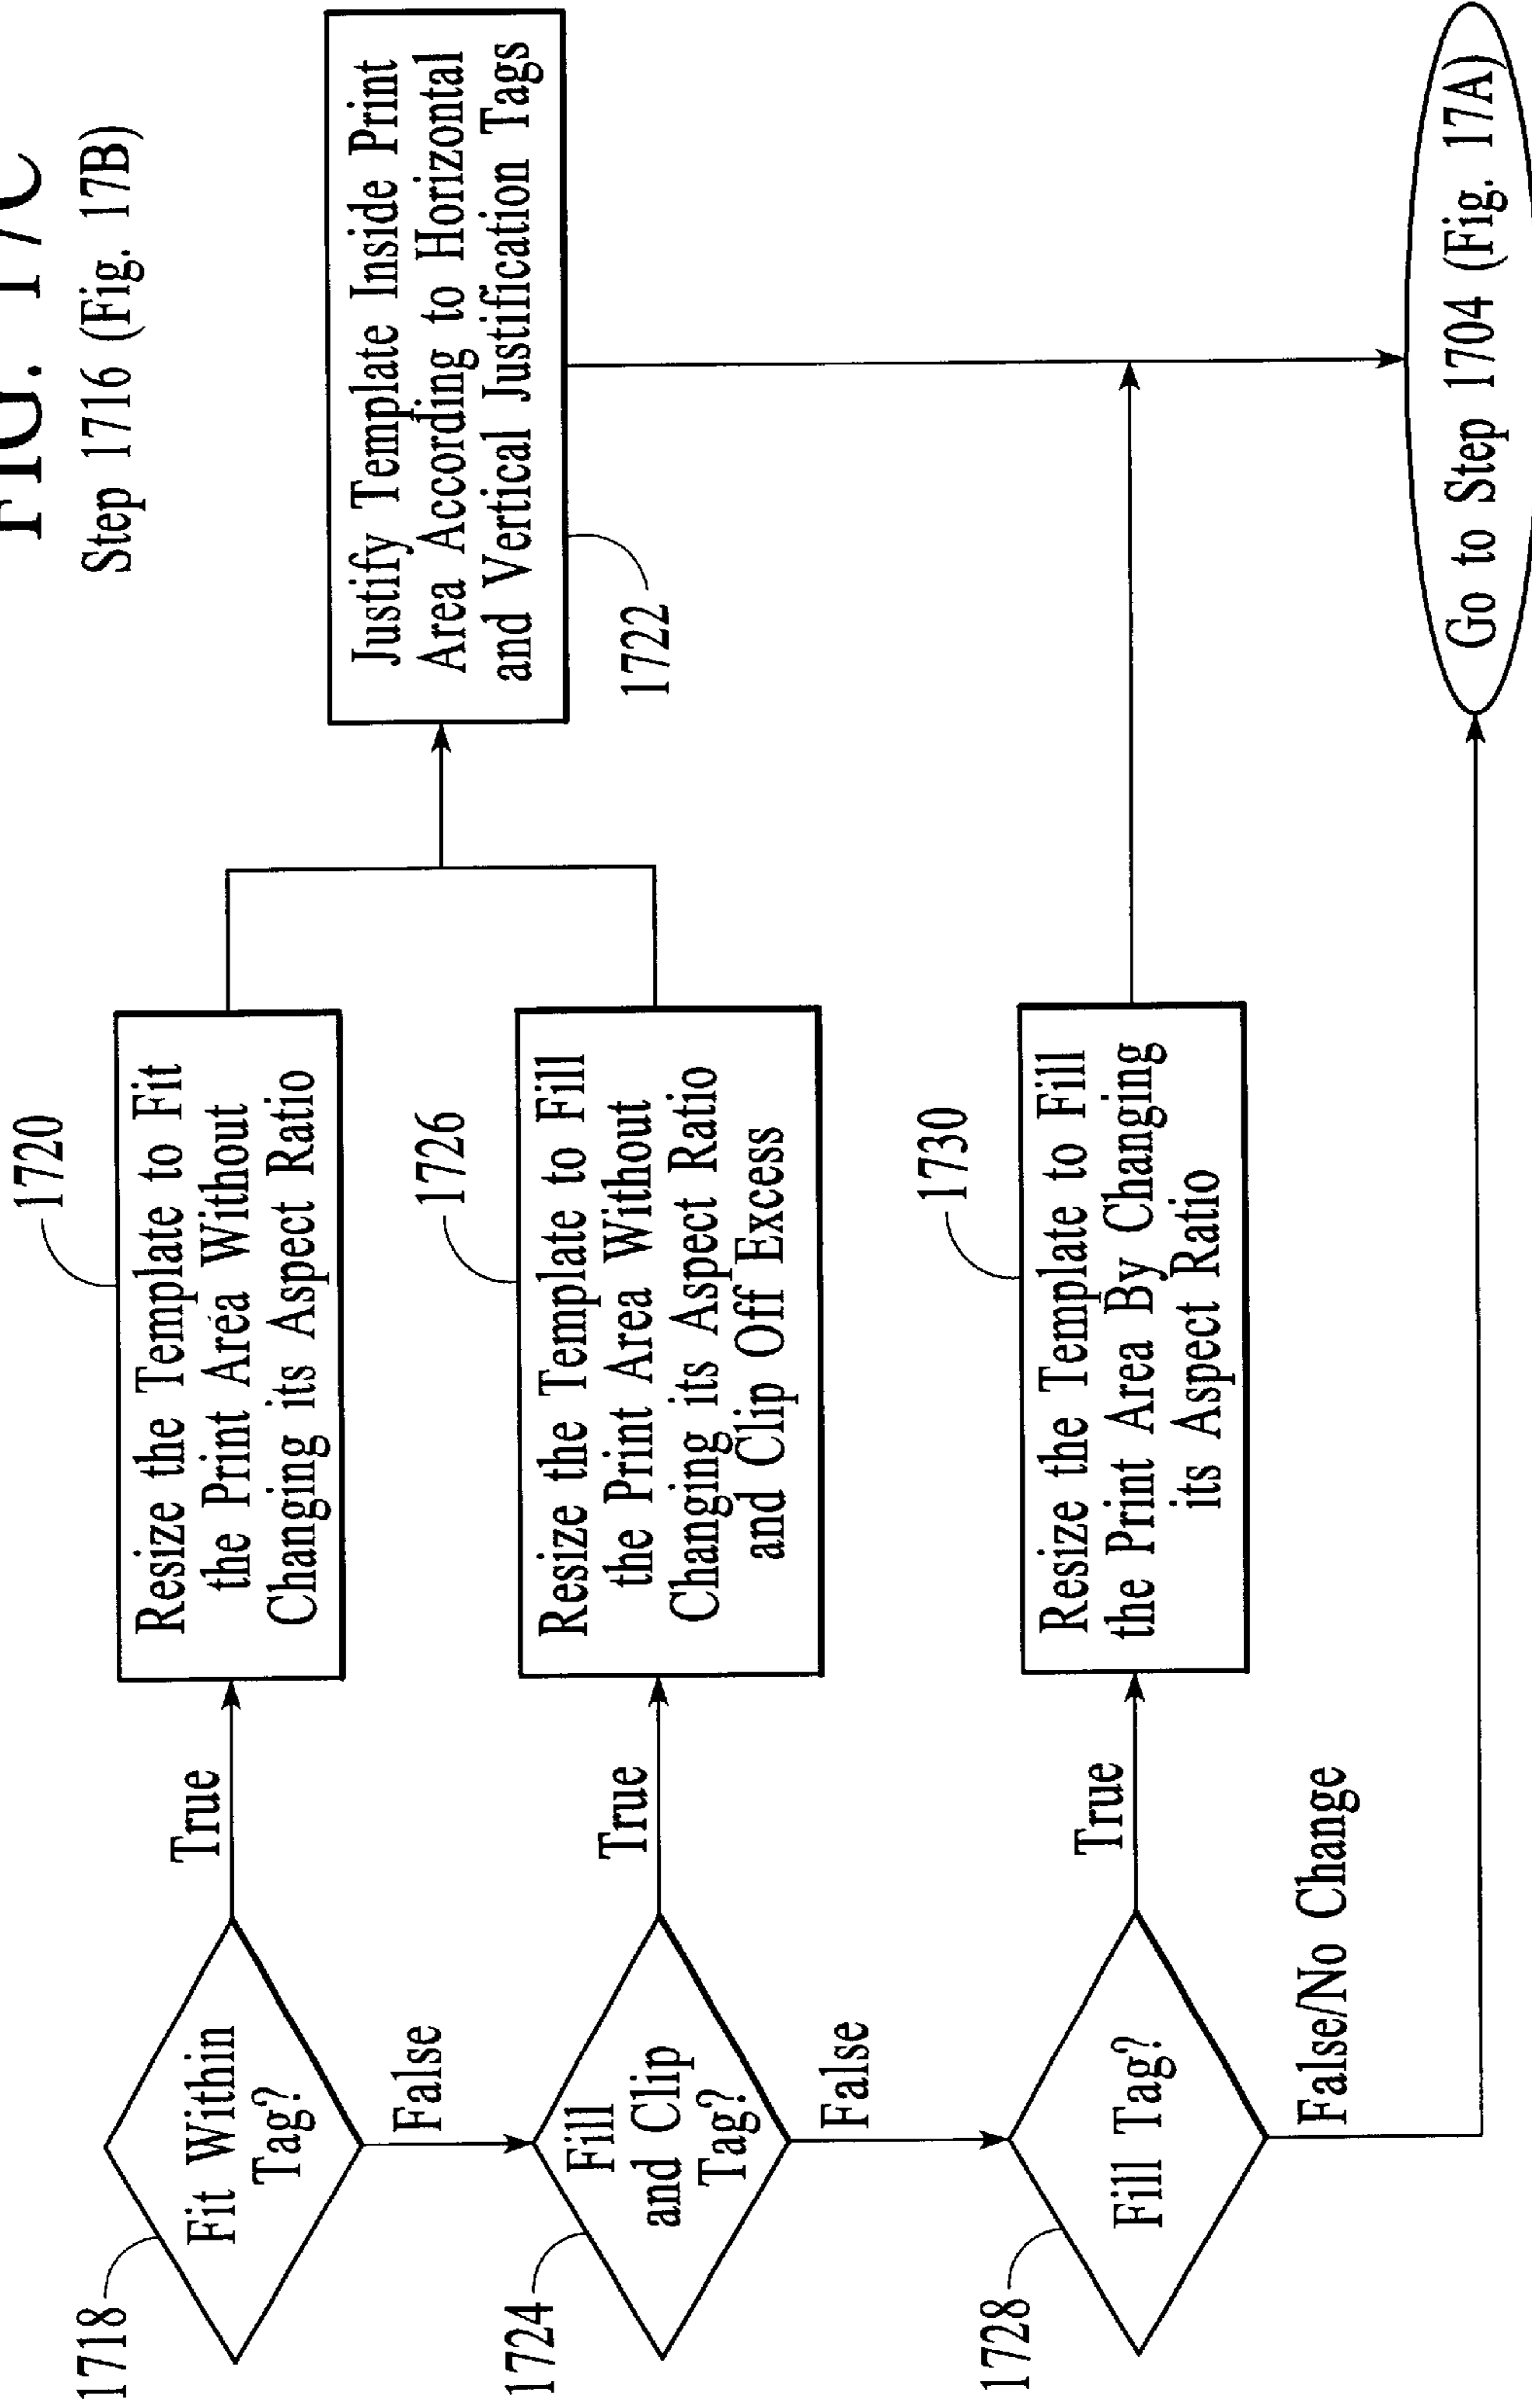 FIG. 17C
Step 1716 (Fig. 17B)
1718
Fit Within
Tag?
True
1720
Resize the Template to Fit
the Print Area Without
Changing its Aspect Ratio
Justify Template Inside Print
Area According to Horizontal
and Vertical Justification Tags
1722
False
1724
Fill
and Clip
Tag?
True
1726
Resize the Template to Fill
the Print Area Without
Changing its Aspect Ratio
and Clip Off Excess
False
1728
Fill Tag?
True
1730
Resize the Template to Fill
the Print Area By Changing
its Aspect Ratio
False/No Change
Go to Step 1704 (Fig. 17A)